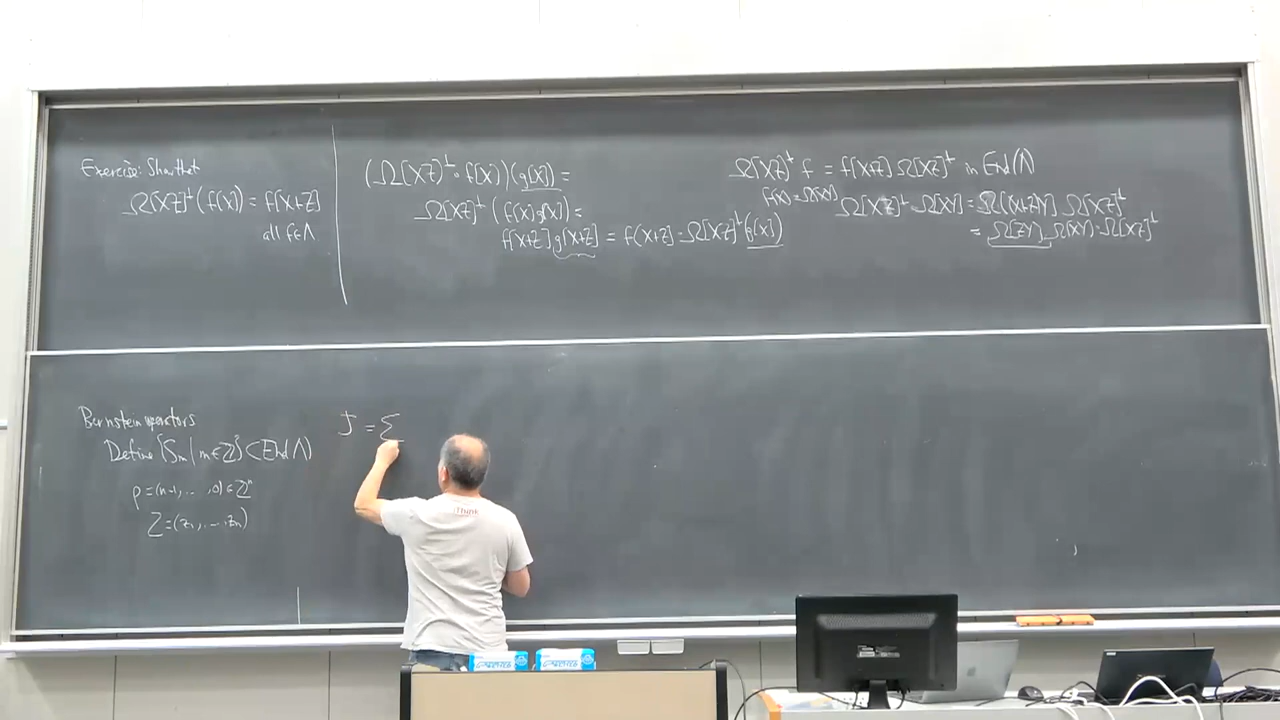 Exercise: Show that
Ω[XZ]^⊥(f[X]) = f[X+Z]
all f∈Λ
(Ω[XZ]^⊥ ∘ f[X])(g[X]) =
Ω[XZ]^⊥(f[X]g[X]) =
f[X+Z] g[X+Z] = f[X+Z] · Ω[XZ]^⊥(g[X])
Ω[XZ]^⊥ f = f[X+Z] Ω[XZ]^⊥ in End(Λ)
f[X] = Ω[XY] Ω[XZ]^⊥ Ω[XY] = Ω[(X+Z)Y] Ω[XZ]^⊥
= Ω[ZY] Ω[XY] · Ω[XZ]^⊥
Bernstein operators
Define {S_m | m∈ℤ} ⊂ End(Λ)
ρ = (n-1, ..., 0) ∈ ℤ^n
Z = (z_1, ..., z_n)
J = Σ
Think